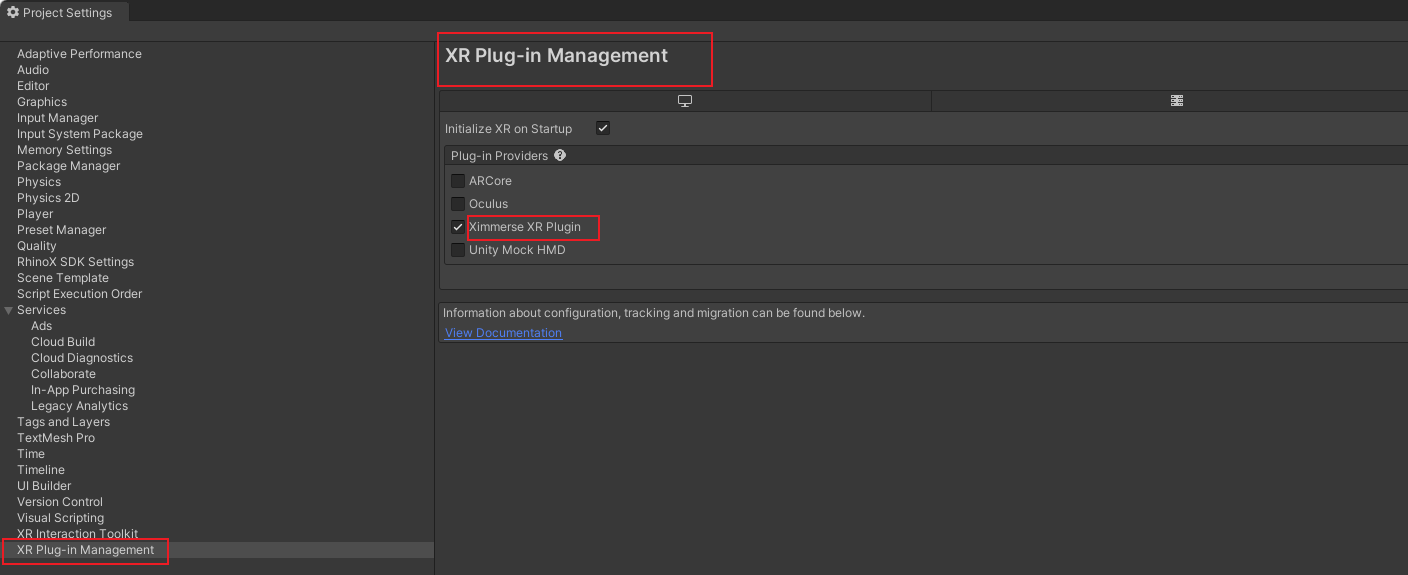 Project Settings
Adaptive Performance
Audio
Editor
Graphics
Input Manager
Input System Package
Memory Settings
Package Manager
Physics
Physics 2D
Player
Preset Manager
Quality
RhinoX SDK Settings
Scene Template
Script Execution Order
Services
Ads
Cloud Build
Cloud Diagnostics
Collaborate
In-App Purchasing
Legacy Analytics
Tags and Layers
TextMesh Pro
Time
Timeline
UI Builder
Version Control
Visual Scripting
XR Interaction Toolkit
XR Plug-in Management
XR Plug-in Management
Initialize XR on Startup
Plug-in Providers
ARCore
Oculus
Ximmerse XR Plugin
Unity Mock HMD
Information about configuration, tracking and migration can be found below.
View Documentation